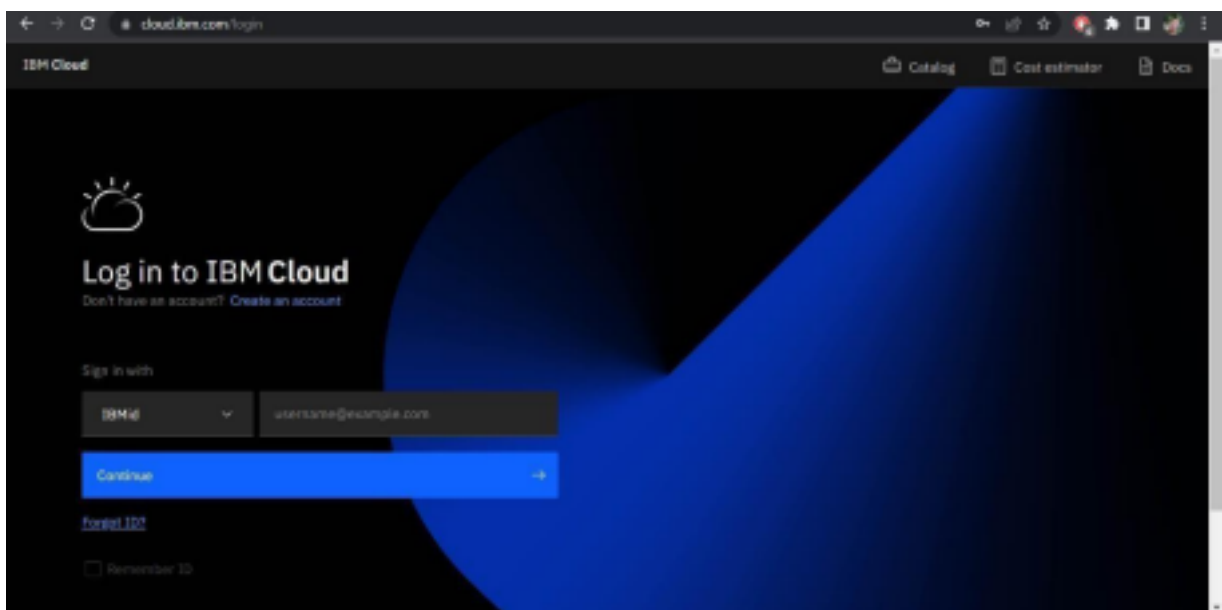 cloud.ibm.com/login
IBM Cloud
Catalog
Cost estimator
Docs
Log in to IBM Cloud
Don't have an account? Create an account
Sign in with
IBMid
username@example.com
Continue
Forgot ID?
Remember ID